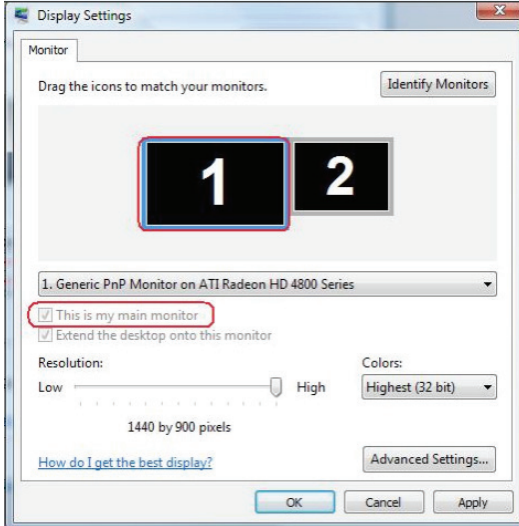 Display Settings
Monitor
Drag the icons to match your monitors.
Identify Monitors
1
2
1. Generic PnP Monitor on ATI Radeon HD 4800 Series
This is my main monitor
Extend the desktop onto this monitor
Resolution:
Colors:
Low
High
Highest (32 bit)
1440 by 900 pixels
How do I get the best display?
Advanced Settings...
OK
Cancel
Apply